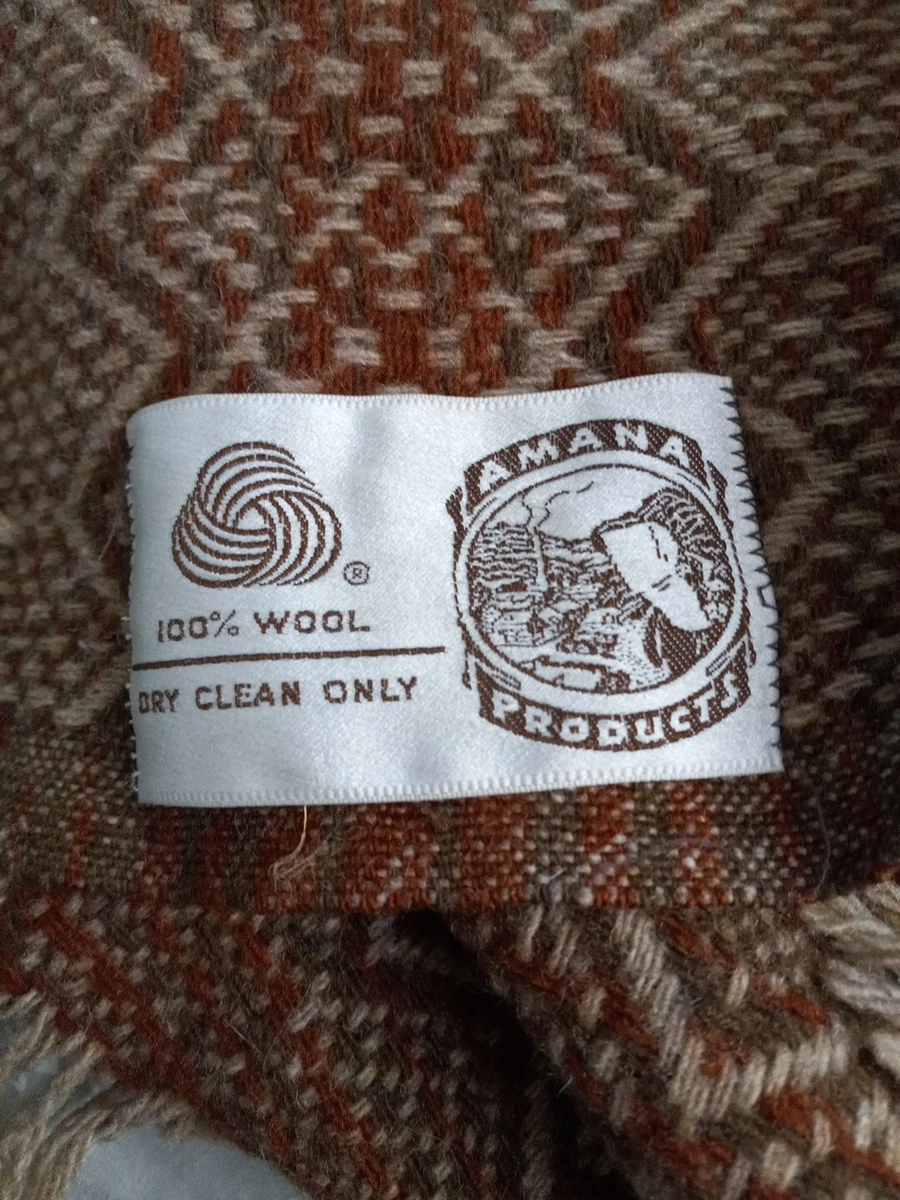 ®
100% WOOL
DRY CLEAN ONLY
AMANA
PRODUCTS